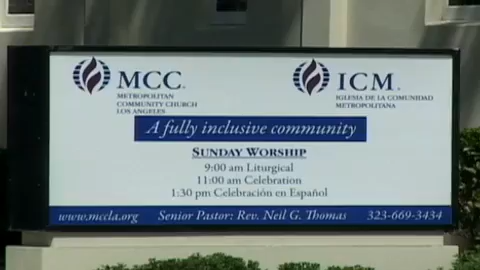 MCC.
METROPOLITAN
COMMUNITY CHURCH
LOS ANGELES
ICM.
IGLESIA DE LA COMUNIDAD
METROPOLITANA
A fully inclusive community
SUNDAY WORSHIP
9:00 am Liturgical
11:00 am Celebration
1:30 pm Celebración en Español
www.mccla.org Senior Pastor: Rev. Neil G. Thomas 323-669-3434